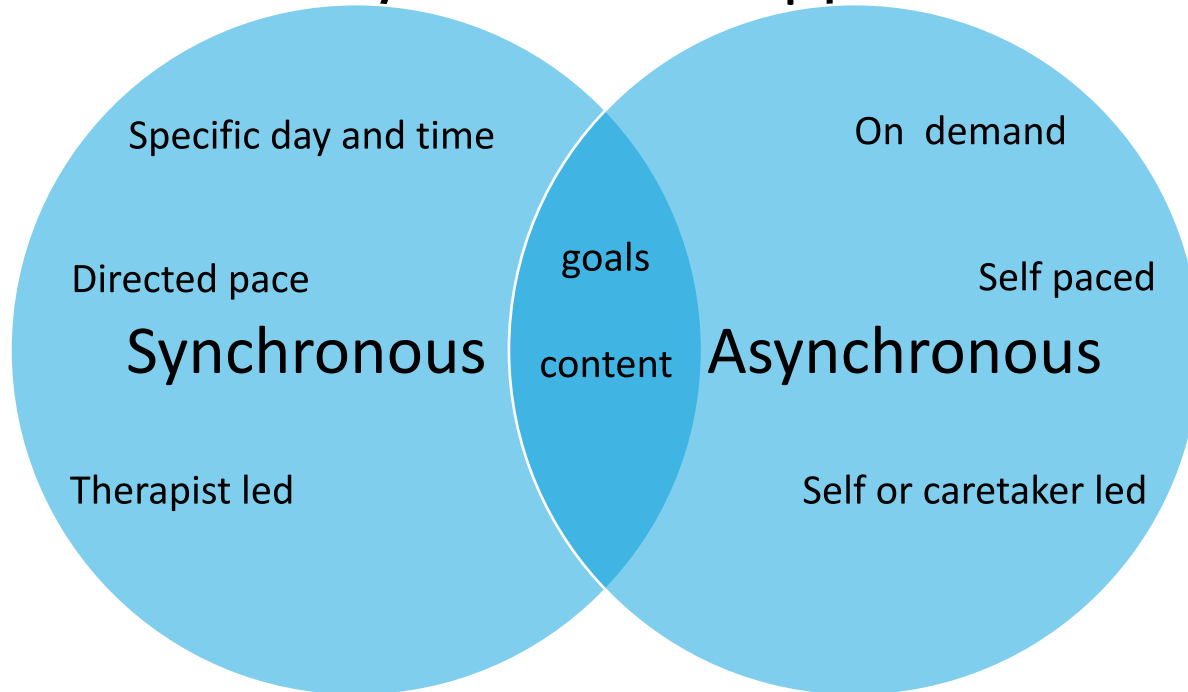 Specific day and time
On demand
goals
Directed pace
Self paced
Synchronous
content
Asynchronous
Therapist led
Self or caretaker led